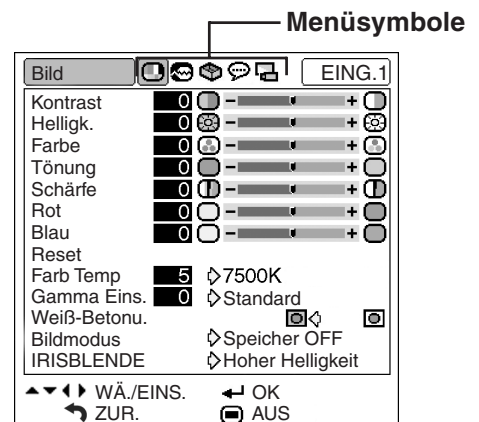 Menüsymbole
Bild EING.1
Kontrast 0 - +
Helligk. 0 - +
Farbe 0 - +
Tönung 0 - +
Schärfe 0 - +
Rot 0 - +
Blau 0 - +
Reset
Farb Temp 5 7500K
Gamma Eins. 0 Standard
Weiß-Betonu.
Bildmodus Speicher OFF
IRISBLENDE Hoher Helligkeit
WÄ./EINS. OK
ZUR. AUS